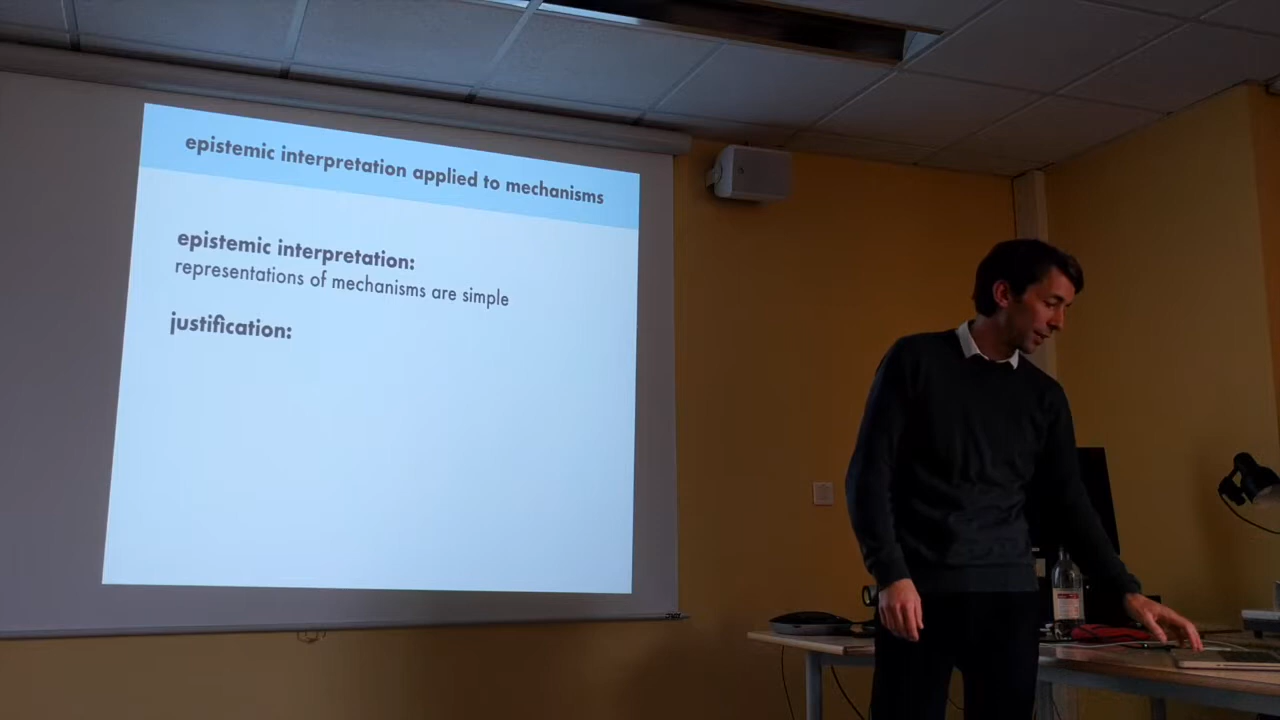 epistemic interpretation applied to mechanisms
epistemic interpretation:
representations of mechanisms are simple
justification: